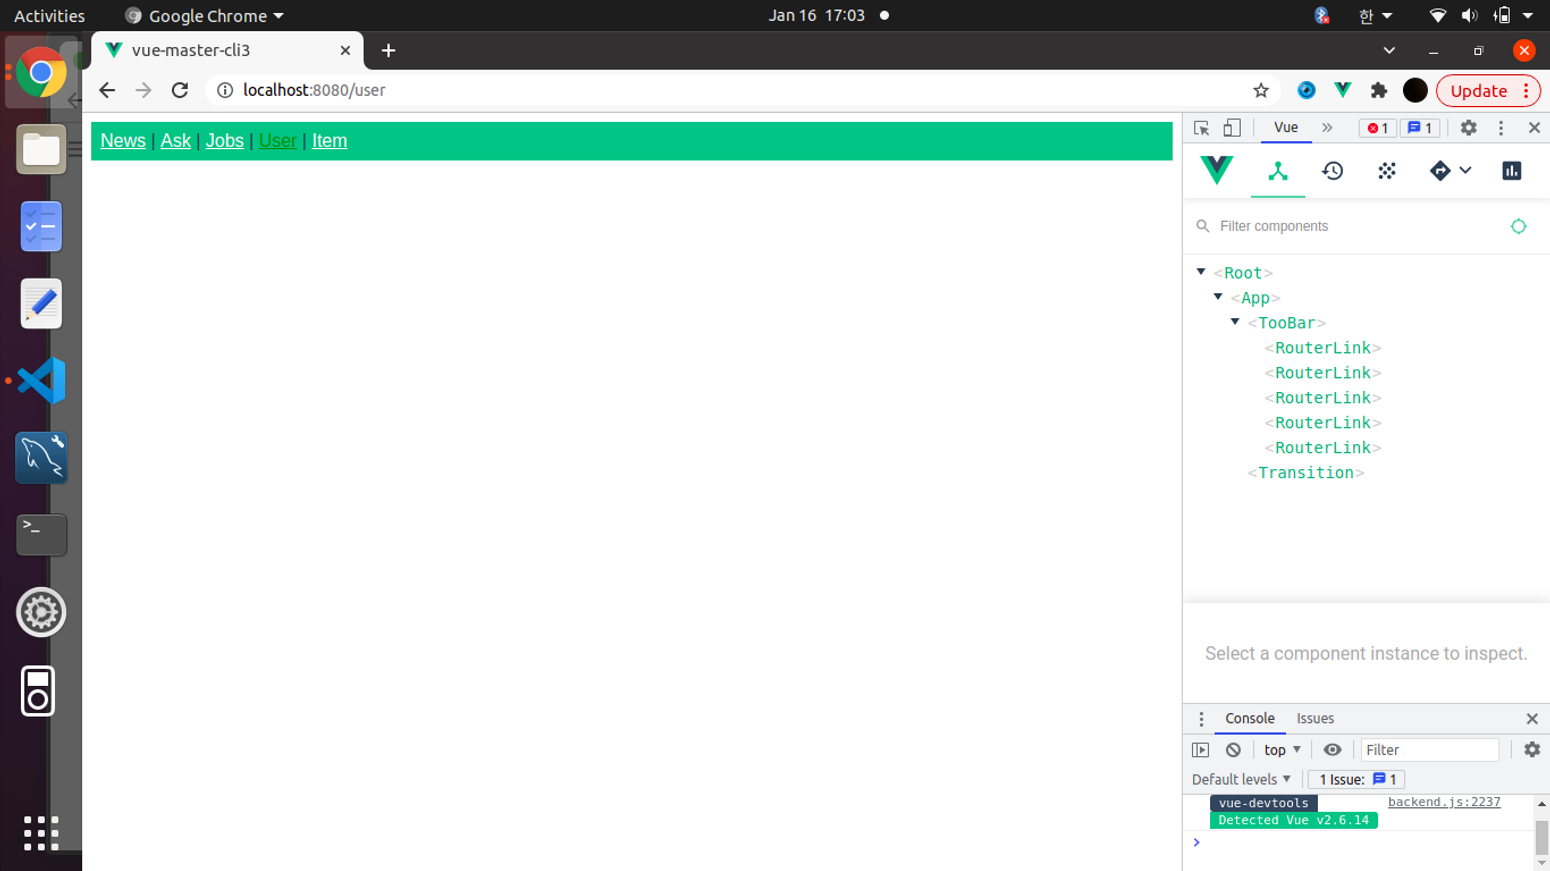 Activities
Google Chrome
Jan 16 17:03
한
vue-master-cli3
localhost:8080/user
Update
News | Ask | Jobs | User | Item
Vue
1
1
Filter components
<Root>
<App>
<TooBar>
<RouterLink>
<RouterLink>
<RouterLink>
<RouterLink>
<RouterLink>
<Transition>
Select a component instance to inspect.
Console
Issues
top
Filter
Default levels
1 Issue: 1
vue-devtools
backend.js:2237
Detected Vue v2.6.14